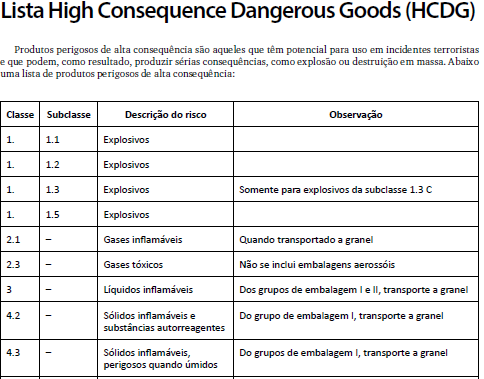 Lista High Consequence Dangerous Goods (HCDG)
Produtos perigosos de alta consequência são aqueles que têm potencial para uso em incidentes terroristas
e que podem, como resultado, produzir sérias consequências, como explosão ou destruição em massa. Abaixo
uma lista de produtos perigosos de alta consequência:
Classe Subclasse Descrição do risco Observação
1. 1.1 Explosivos
1. 1.2 Explosivos
1. 1.3 Explosivos Somente para explosivos da subclasse 1.3 C
1. 1.5 Explosivos
2.1 – Gases inflamáveis Quando transportado a granel
2.3 – Gases tóxicos Não se inclui embalagens aerossóis
3 – Líquidos inflamáveis Dos grupos de embalagem I e II, transporte a granel
4.2 – Sólidos inflamáveis e Do grupo de embalagem I, transporte a granel
substâncias autorreagentes
4.3 – Sólidos inflamáveis, Do grupos de embalagem I, transporte a granel
perigosos quando úmidos